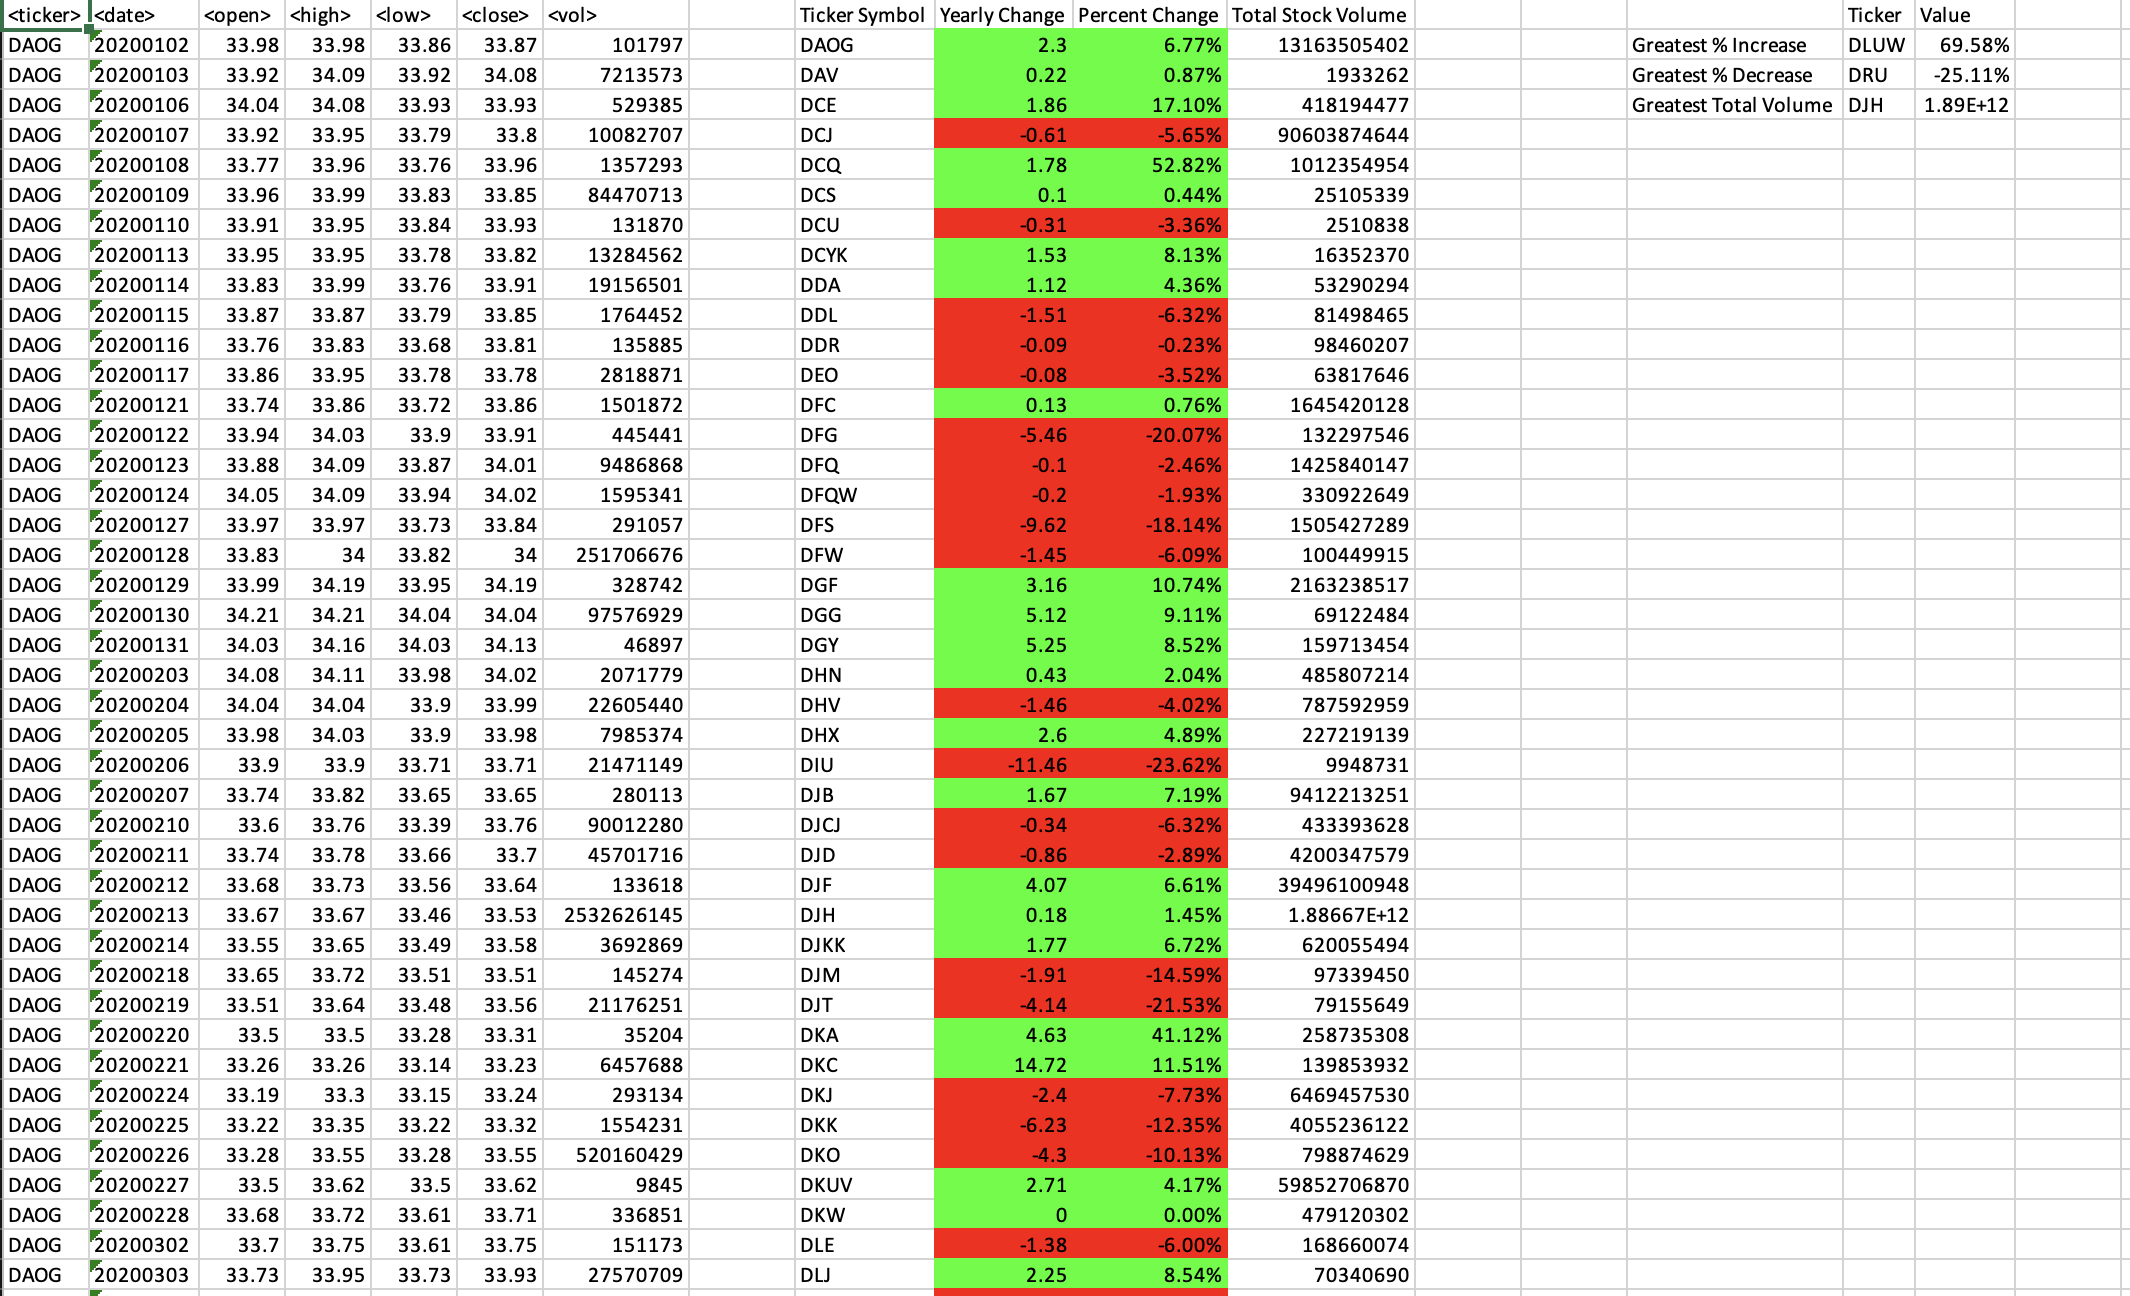 <ticker> <date> <open> <high> <low> <close> <vol> Ticker Symbol Yearly Change Percent Change Total Stock Volume Ticker Value
DAOG 20200102 33.98 33.98 33.86 33.87 101797 DAOG 2.3 6.77% 13163505402 Greatest % Increase DLUW 69.58%
DAOG 20200103 33.92 34.09 33.92 34.08 7213573 DAV 0.22 0.87% 1933262 Greatest % Decrease DRU -25.11%
DAOG 20200106 34.04 34.08 33.93 33.93 529385 DCE 1.86 17.10% 418194477 Greatest Total Volume DJH 1.89E+12
DAOG 20200107 33.92 33.95 33.79 33.8 10082707 DCJ -0.61 -5.65% 90603874644
DAOG 20200108 33.77 33.96 33.76 33.96 1357293 DCQ 1.78 52.82% 1012354954
DAOG 20200109 33.96 33.99 33.83 33.85 84470713 DCS 0.1 0.44% 25105339
DAOG 20200110 33.91 33.95 33.84 33.93 131870 DCU -0.31 -3.36% 2510838
DAOG 20200113 33.95 33.95 33.78 33.82 13284562 DCYK 1.53 8.13% 16352370
DAOG 20200114 33.83 33.99 33.76 33.91 19156501 DDA 1.12 4.36% 53290294
DAOG 20200115 33.87 33.87 33.79 33.85 1764452 DDL -1.51 -6.32% 81498465
DAOG 20200116 33.76 33.83 33.68 33.81 135885 DDR -0.09 -0.23% 98460207
DAOG 20200117 33.86 33.95 33.78 33.78 2818871 DEO -0.08 -3.52% 63817646
DAOG 20200121 33.74 33.86 33.72 33.86 1501872 DFC 0.13 0.76% 1645420128
DAOG 20200122 33.94 34.03 33.9 33.91 445441 DFG -5.46 -20.07% 132297546
DAOG 20200123 33.88 34.09 33.87 34.01 9486868 DFQ -0.1 -2.46% 1425840147
DAOG 20200124 34.05 34.09 33.94 34.02 1595341 DFQW -0.2 -1.93% 330922649
DAOG 20200127 33.97 33.97 33.73 33.84 291057 DFS -9.62 -18.14% 1505427289
DAOG 20200128 33.83 34 33.82 34 251706676 DFW -1.45 -6.09% 100449915
DAOG 20200129 33.99 34.19 33.95 34.19 328742 DGF 3.16 10.74% 2163238517
DAOG 20200130 34.21 34.21 34.04 34.04 97576929 DGG 5.12 9.11% 69122484
DAOG 20200131 34.03 34.16 34.03 34.13 46897 DGY 5.25 8.52% 159713454
DAOG 20200203 34.08 34.11 33.98 34.02 2071779 DHN 0.43 2.04% 485807214
DAOG 20200204 34.04 34.04 33.9 33.99 22605440 DHV -1.46 -4.02% 787592959
DAOG 20200205 33.98 34.03 33.9 33.98 7985374 DHX 2.6 4.89% 227219139
DAOG 20200206 33.9 33.9 33.71 33.71 21471149 DIU -11.46 -23.62% 9948731
DAOG 20200207 33.74 33.82 33.65 33.65 280113 DJB 1.67 7.19% 9412213251
DAOG 20200210 33.6 33.76 33.39 33.76 90012280 DJCJ -0.34 -6.32% 433393628
DAOG 20200211 33.74 33.78 33.66 33.7 45701716 DJD -0.86 -2.89% 4200347579
DAOG 20200212 33.68 33.73 33.56 33.64 133618 DJF 4.07 6.61% 39496100948
DAOG 20200213 33.67 33.67 33.46 33.53 2532626145 DJH 0.18 1.45% 1.88667E+12
DAOG 20200214 33.55 33.65 33.49 33.58 3692869 DJKK 1.77 6.72% 620055494
DAOG 20200218 33.65 33.72 33.51 33.51 145274 DJM -1.91 -14.59% 97339450
DAOG 20200219 33.51 33.64 33.48 33.56 21176251 DJT -4.14 -21.53% 79155649
DAOG 20200220 33.5 33.5 33.28 33.31 35204 DKA 4.63 41.12% 258735308
DAOG 20200221 33.26 33.26 33.14 33.23 6457688 DKC 14.72 11.51% 139853932
DAOG 20200224 33.19 33.3 33.15 33.24 293134 DKJ -2.4 -7.73% 6469457530
DAOG 20200225 33.22 33.35 33.22 33.32 1554231 DKK -6.23 -12.35% 4055236122
DAOG 20200226 33.28 33.55 33.28 33.55 520160429 DKO -4.3 -10.13% 798874629
DAOG 20200227 33.5 33.62 33.5 33.62 9845 DKUV 2.71 4.17% 59852706870
DAOG 20200228 33.68 33.72 33.61 33.71 336851 DKW 0 0.00% 479120302
DAOG 20200302 33.7 33.75 33.61 33.75 151173 DLE -1.38 -6.00% 168660074
DAOG 20200303 33.73 33.95 33.73 33.93 27570709 DLJ 2.25 8.54% 70340690